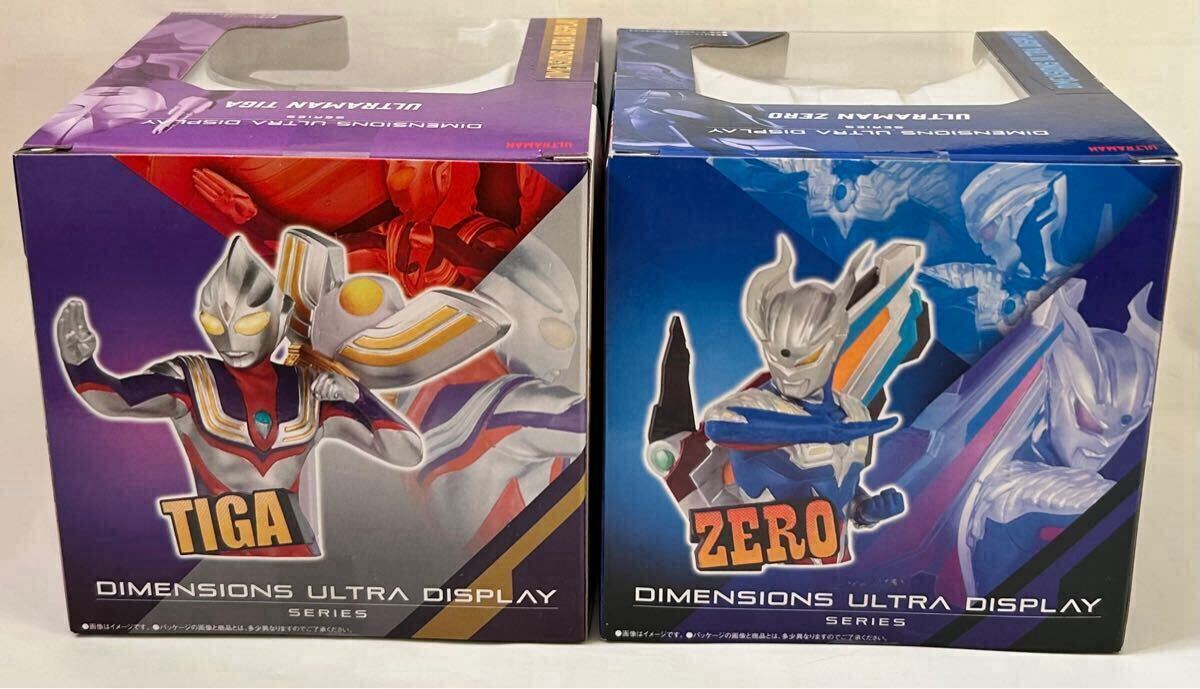 DIMENSIONS ULTRA DISPLAY
ULTRAMAN TIGA
DIMENSIONS ULTRA DISPLAY
SERIES
ULTRAMAN
TIGA
DIMENSIONS ULTRA DISPLAY
SERIES
●画像はイメージです。●パッケージの画像と商品とは、多少異なりますのでご了承ください。
ULTRAMAN ZERO
DIMENSIONS ULTRA DISPLAY
SERIES
ULTRAMAN
ZERO
DIMENSIONS ULTRA DISPLAY
SERIES
●画像はイメージです。●パッケージの画像と商品とは、多少異なりますのでご了承ください。